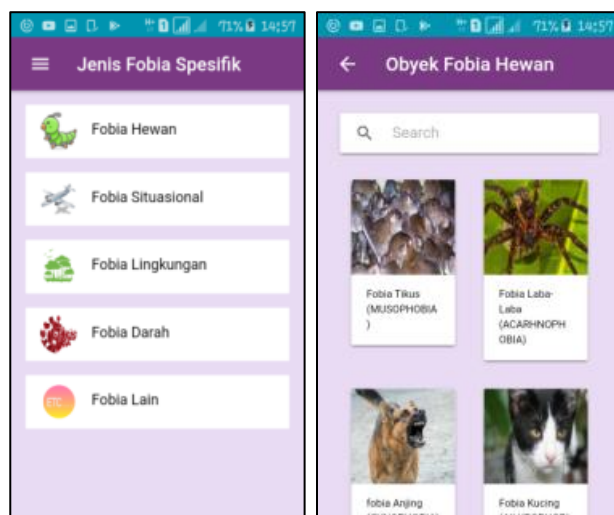 71% 14:57
Jenis Fobia Spesifik
Fobia Hewan
Fobia Situasional
Fobia Lingkungan
Fobia Darah
ETC
Fobia Lain
71% 14:57
Obyek Fobia Hewan
Search
Fobia Tikus
(MUSOPHOBIA
)
Fobia Laba-
Laba
(ACARHNOPH
OBIA)
fobia Anjing
Fobia Kucing